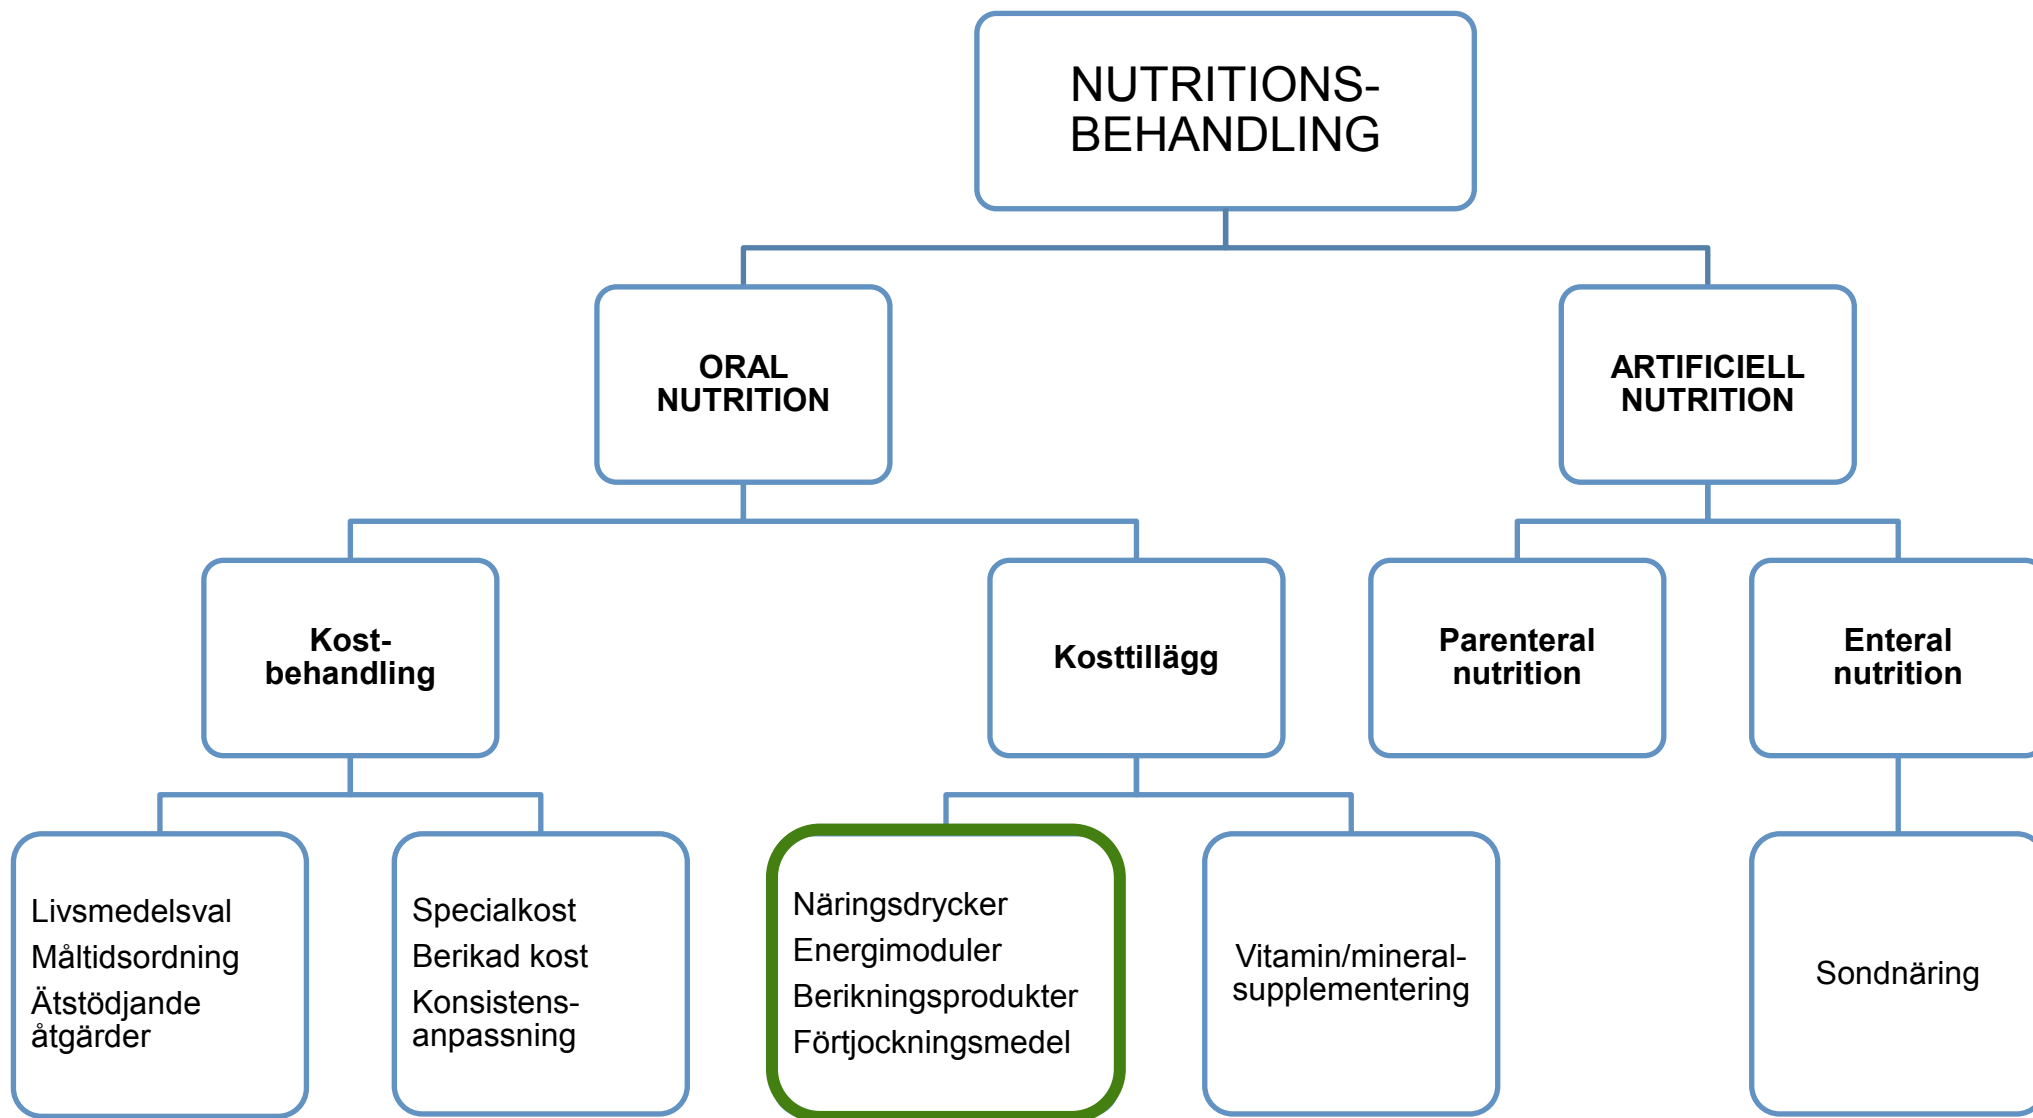 NUTRITIONS-
BEHANDLING
ORAL
NUTRITION
ARTIFICIELL
NUTRITION
Kost-
behandling
Kosttillägg
Parenteral
nutrition
Enteral
nutrition
Livsmedelsval
Måltidsordning
Ätstödjande
åtgärder
Specialkost
Berikad kost
Konsistens-
anpassning
Näringsdrycker
Energimoduler
Berikningsprodukter
Förtjockningsmedel
Vitamin/mineral-
supplementering
Sondnäring